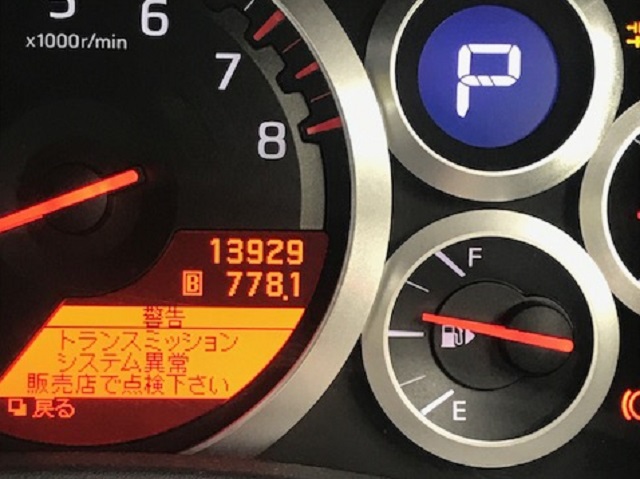 5
6
x1000r/min
7
8
P
13929
B 778.1
警告
トランスミッション
システム異常
販売店で点検下さい
戻る
F
E